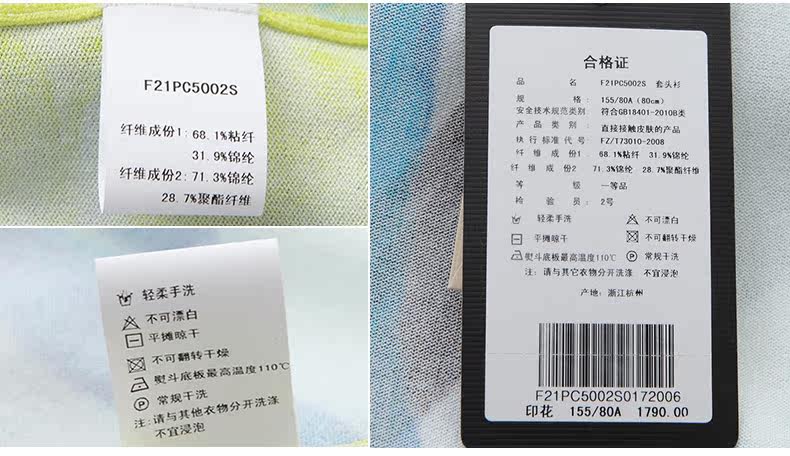 F21PC5002S
纤维成份1:68.1%粘纤
31.9%锦纶
纤维成份2:71.3%锦纶
28.7%聚酯纤维
轻柔手洗
不可漂白
平摊晾干
不可翻转干燥
熨斗底板最高温度110℃
常规干洗
注:请与其他衣物分开洗涤
不宜浸泡
合格证
品 名 F21PC5002S 套头衫
规 格: 155/80A (80cm)
安全技术规范类别: 符合GB18401-2010B类
产品类别: 直接接触皮肤的产品
执行标准代号: FZ/T73010-2008
纤维成份1: 68.1%粘纤 31.9%锦纶
纤维成份2: 71.3%锦纶 28.7%聚酯纤维
等 级 一等品
检验员: 2号
轻柔手洗 不可漂白
平摊晾干 不可翻转干燥
熨斗底板最高温度110℃ P 常规干洗
注: 请与其它衣物分开洗涤 不宜浸泡
产地: 浙江杭州
F21PC5002S0172006
印花 155/80A 1790.00